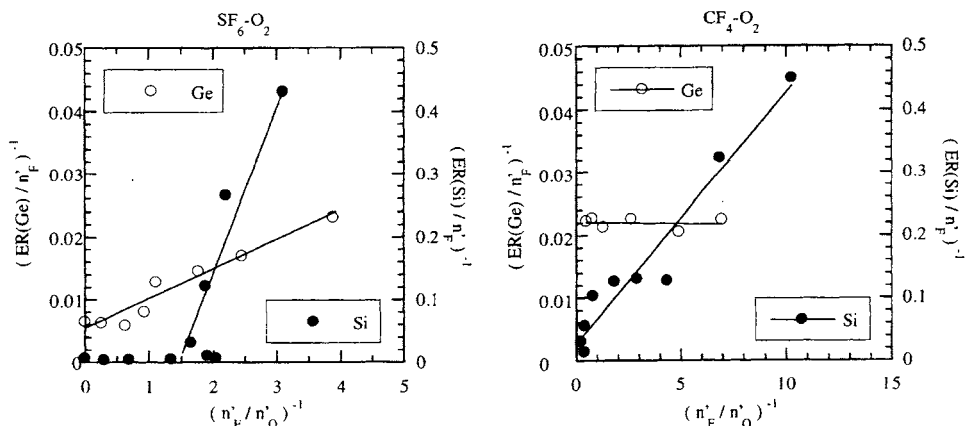 SF6-O2
0.05
0.04
0.03
0.02
0.01
0
( ER(Ge) / n'F )-1
Ge
Si
0.5
0.4
0.3
0.2
0.1
0
( ER(Si) / n'F )-1
0 1 2 3 4 5
( n'F / n'O )-1
CF4-O2
0.05
0.04
0.03
0.02
0.01
0
( ER(Ge) / n'F )-1
Ge
Si
0.5
0.4
0.3
0.2
0.1
0
( ER(Si) / n'F )-1
0 5 10 15
( n'F / n'O )-1